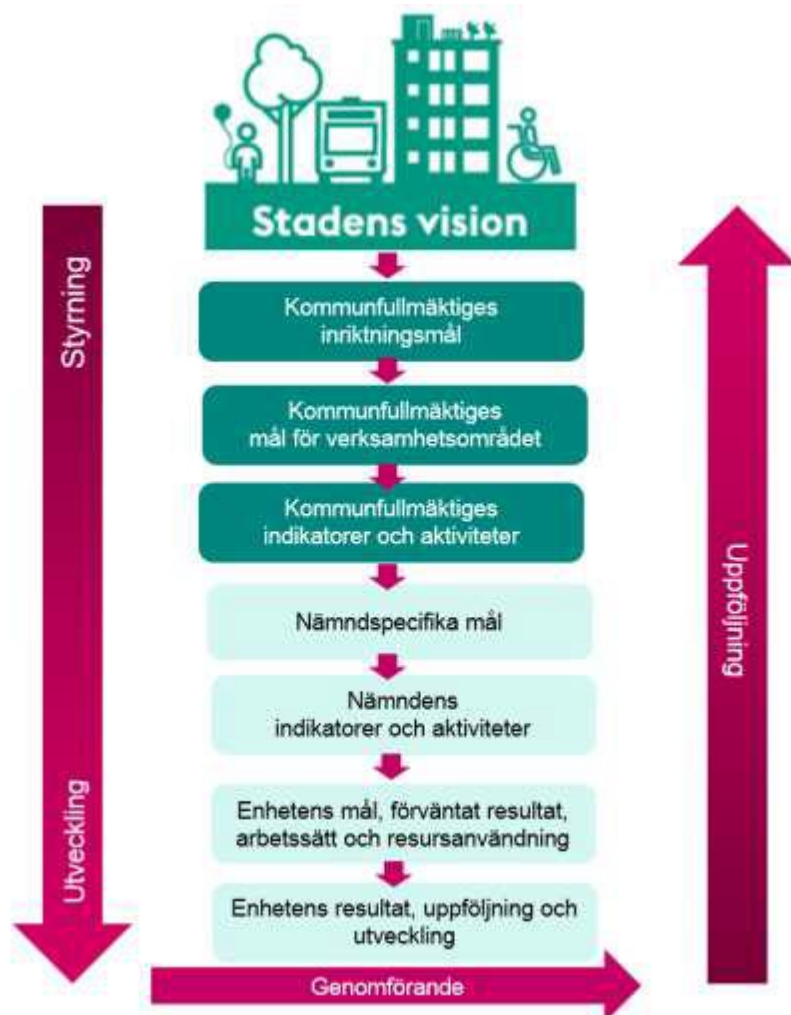 Stadens vision
Styrning
Kommunfullmäktiges
inriktningsmål
Kommunfullmäktiges
mål för verksamhetsområdet
Kommunfullmäktiges
indikatorer och aktiviteter
Nämndspecifika mål
Uppföljning
Nämndens
indikatorer och aktiviteter
Utveckling
Enhetens mål, förväntat resultat,
arbetssätt och resursanvändning
Enhetens resultat, uppföljning och
utveckling
Genomförande